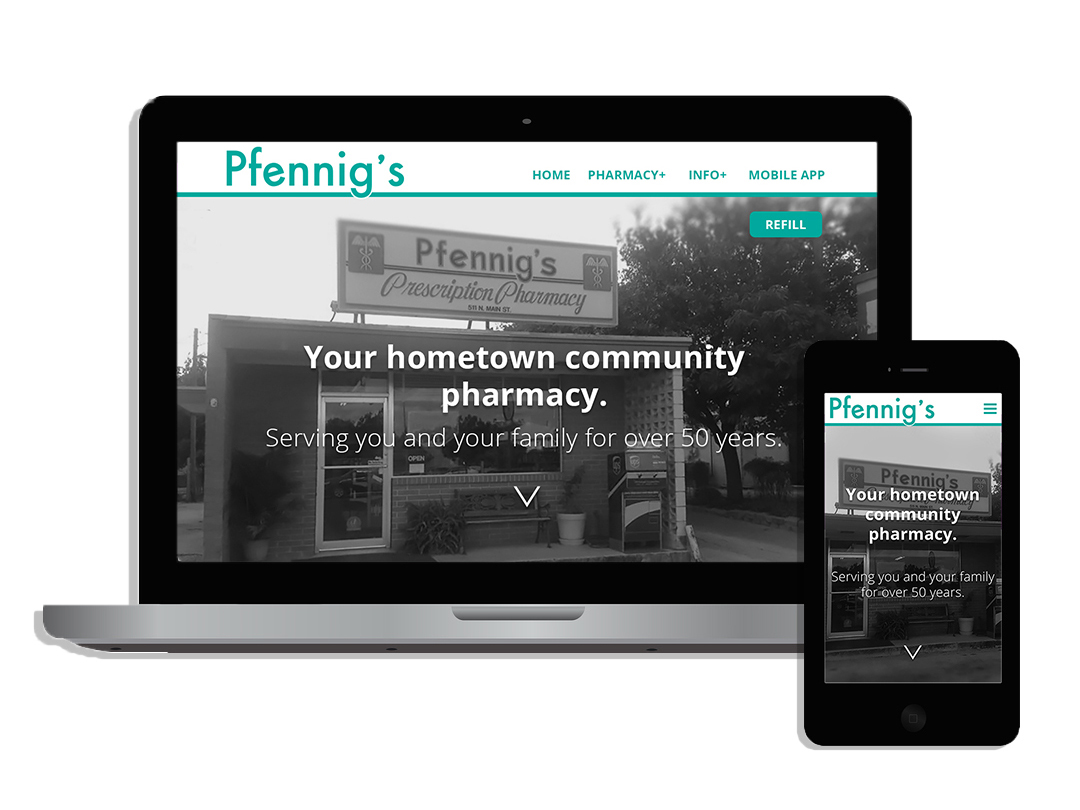 Pfennig's
HOME PHARMACY+ INFO+ MOBILE APP
REFILL
Pfennig's
Prescription Pharmacy
511 N. MAIN ST.
Your hometown community
pharmacy.
Serving you and your family for over 50 years.
OPEN
Pfennig's
Pfennig's
Your hometown
community
pharmacy.
Serving you and your family
for over 50 years.